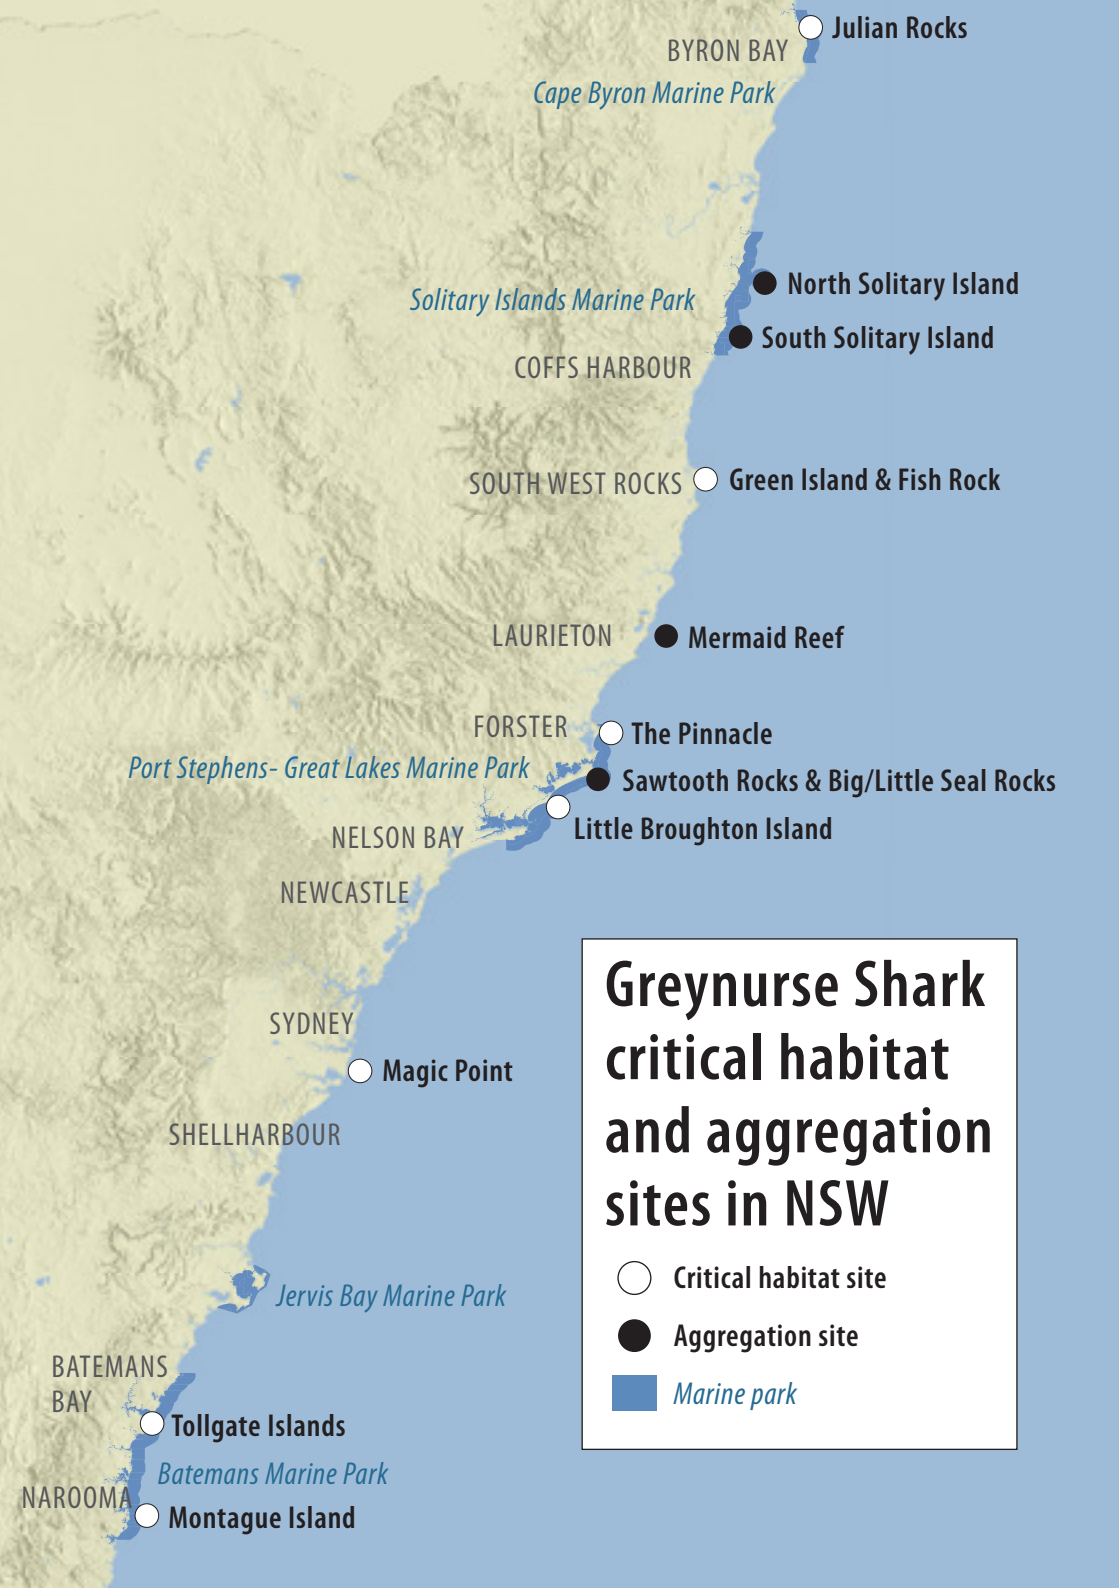 Julian Rocks
BYRON BAY
Cape Byron Marine Park
North Solitary Island
Solitary Islands Marine Park
South Solitary Island
COFFS HARBOUR
SOUTH WEST ROCKS
Green Island & Fish Rock
LAURIETON
Mermaid Reef
FORSTER
The Pinnacle
Port Stephens- Great Lakes Marine Park
Sawtooth Rocks & Big/Little Seal Rocks
Little Broughton Island
NELSON BAY
NEWCASTLE
SYDNEY
Magic Point
SHELLHARBOUR
Jervis Bay Marine Park
BATEMANS
BAY
Tollgate Islands
Batemans Marine Park
NAROOMA
Montague Island
Greynurse Shark
critical habitat
and aggregation
sites in NSW
Critical habitat site
Aggregation site
Marine park